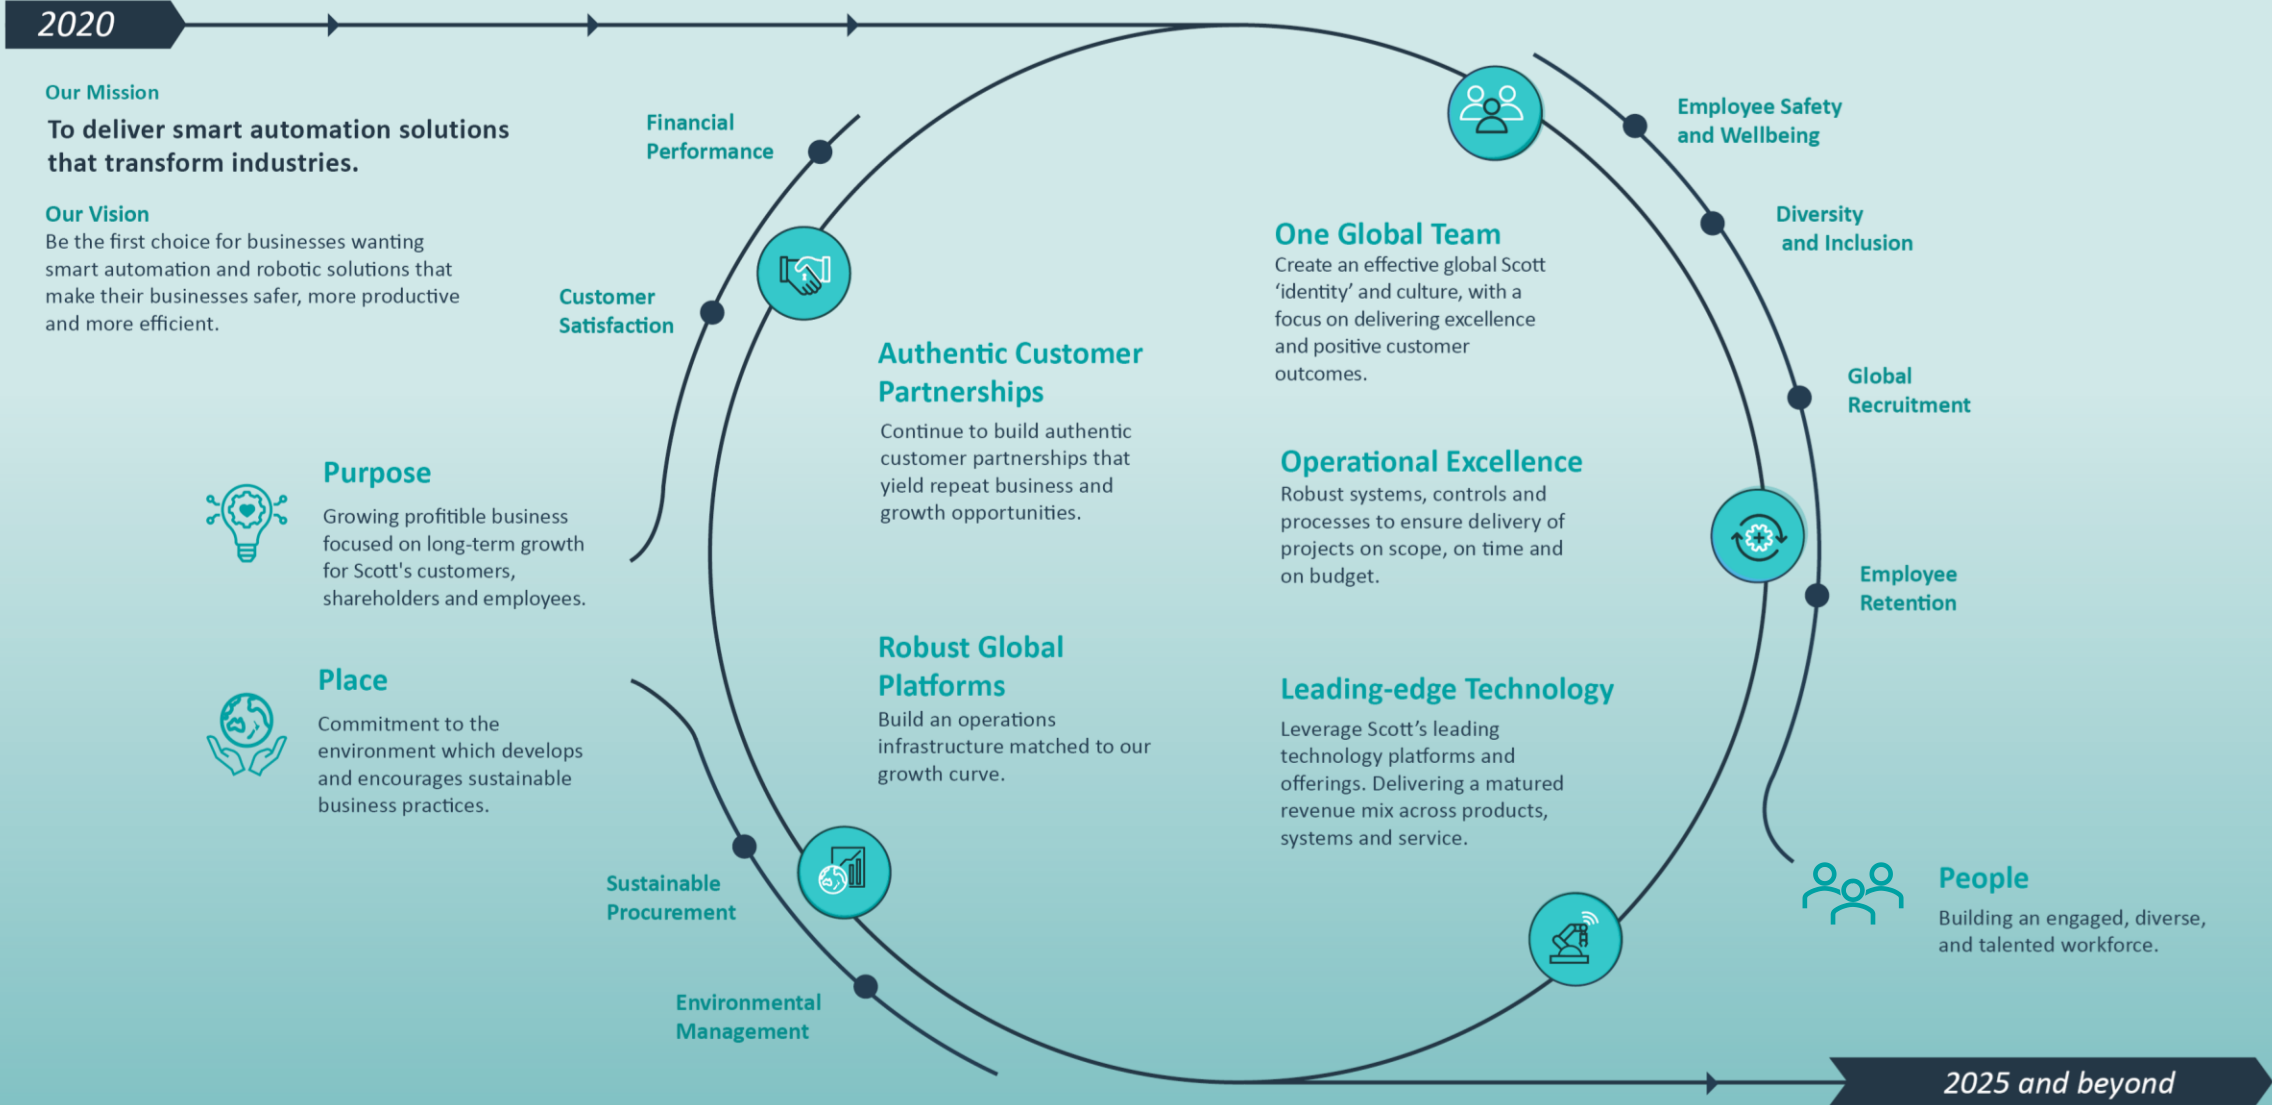 2020
Our Mission
To deliver smart automation solutions
that transform industries.
Our Vision
Be the first choice for businesses wanting
smart automation and robotic solutions that
make their businesses safer, more productive
and more efficient.
Financial
Performance
Customer
Satisfaction
Purpose
Growing profitible business
focused on long-term growth
for Scott's customers,
shareholders and employees.
Place
Commitment to the
environment which develops
and encourages sustainable
business practices.
Sustainable
Procurement
Environmental
Management
Authentic Customer
Partnerships
Continue to build authentic
customer partnerships that
yield repeat business and
growth opportunities.
Robust Global
Platforms
Build an operations
infrastructure matched to our
growth curve.
One Global Team
Create an effective global Scott
‘identity’ and culture, with a
focus on delivering excellence
and positive customer
outcomes.
Operational Excellence
Robust systems, controls and
processes to ensure delivery of
projects on scope, on time and
on budget.
Leading-edge Technology
Leverage Scott’s leading
technology platforms and
offerings. Delivering a matured
revenue mix across products,
systems and service.
Employee Safety
and Wellbeing
Diversity
and Inclusion
Global
Recruitment
Employee
Retention
People
Building an engaged, diverse,
and talented workforce.
2025 and beyond